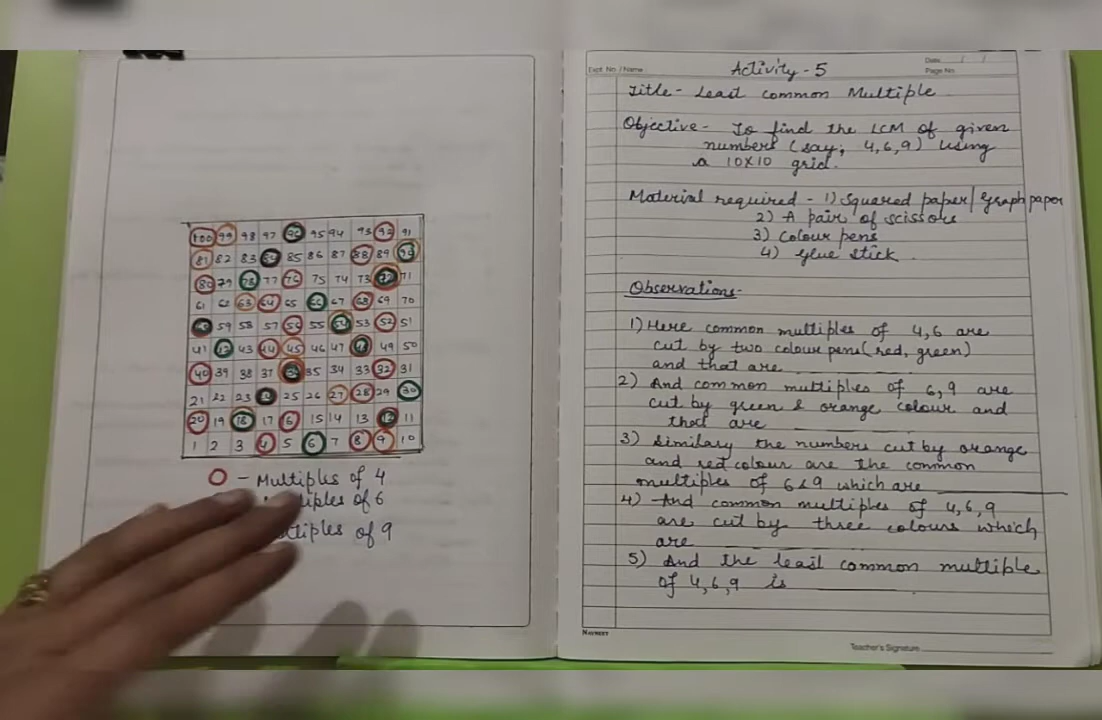 100 99 98 97 96 95 94 93 92 91
81 82 83 84 85 86 87 88 89 90
80 79 78 77 76 75 74 73 72 71
61 62 63 64 65 66 67 68 69 70
60 59 58 57 56 55 54 53 52 51
41 42 43 44 45 46 47 48 49 50
40 39 38 37 36 35 34 33 32 31
21 22 23 24 25 26 27 28 29 30
20 19 18 17 16 15 14 13 12 11
1 2 3 4 5 6 7 8 9 10
- Multiples of 4
tiples of 6
tiples of 9
Expt. No. / Name
Activity - 5
Date / /
Page No.
Title - Least common Multiple
Objective - To find the LCM of given
numbers (say, 4,6,9) using
a 10x10 grid.
Material required - 1) Squared paper/Graph paper
2) A pair of scissors
3) Colour pens
4) Glue stick.
Observations-
1) Here common multiples of 4,6 are
cut by two colour pens(red, green)
and that are
2) And common multiples of 6,9 are
cut by green & orange colour and
that are
3) Similary the numbers cut by orange
and red colour are the common
multiples of 6&9 which are
4) And common multiples of 4,6,9
are cut by three colours which
are
5) And the least common multiple
of 4,6,9 is
NAVNEET
Teacher's Signature